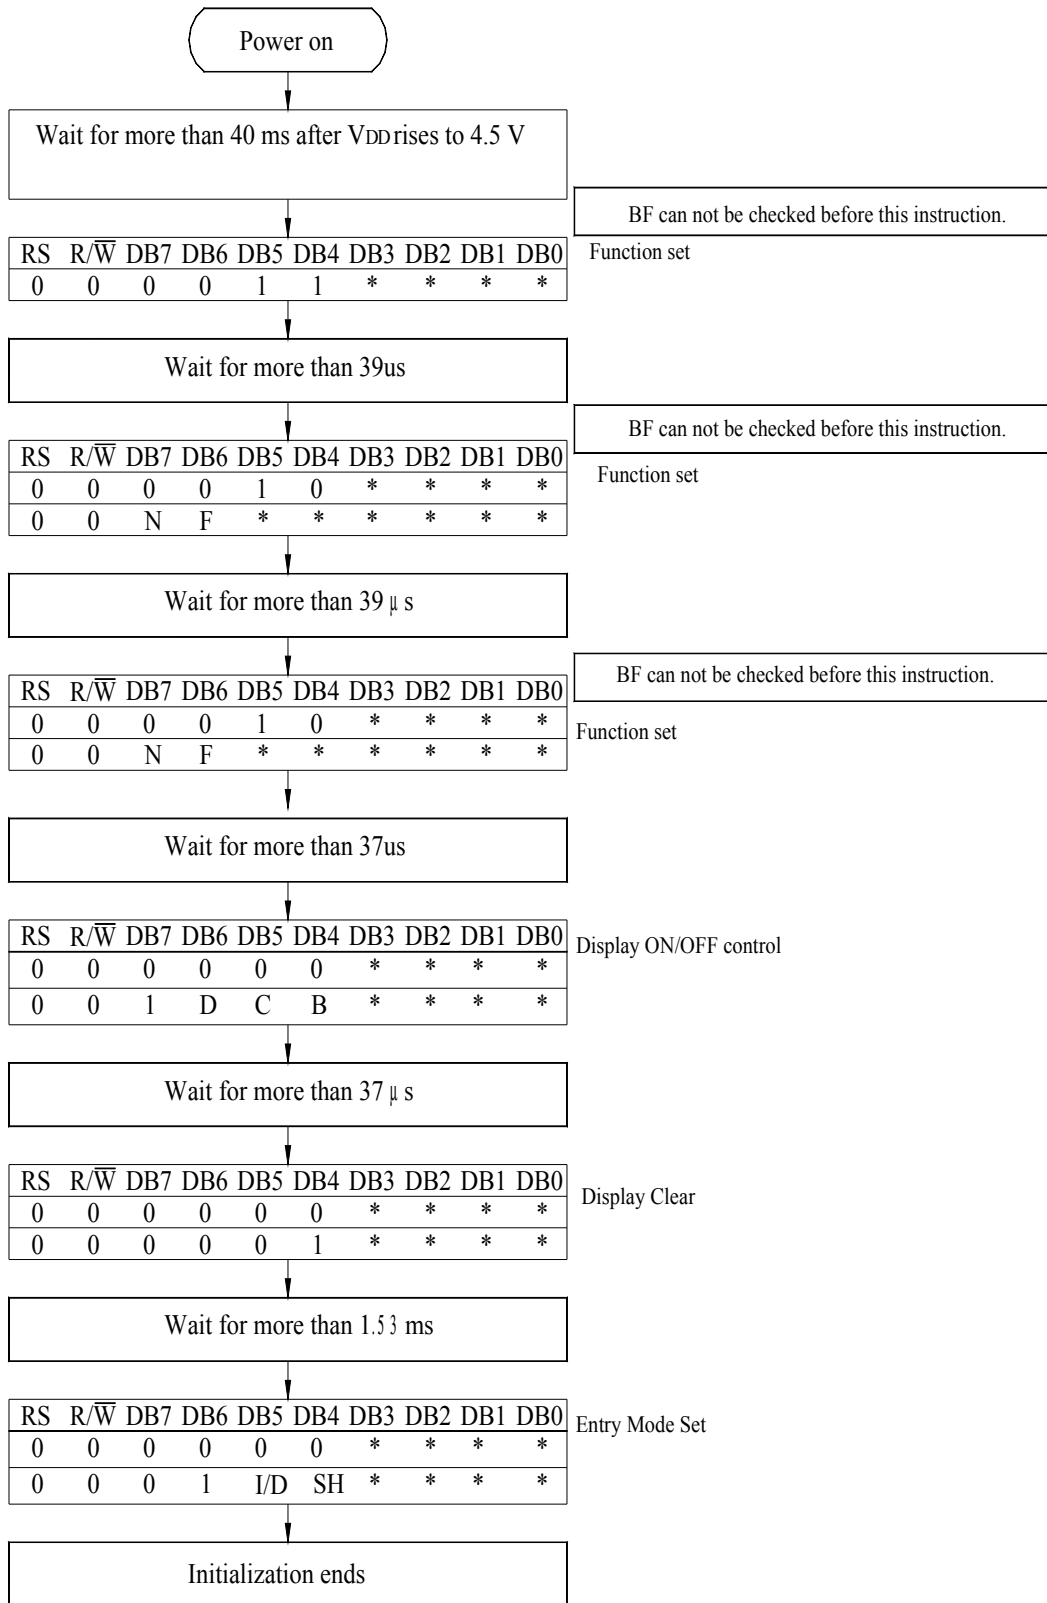 Power on
Wait for more than 40 ms after VDD rises to 4.5 V
BF can not be checked before this instruction.
RS R/W̅ DB7 DB6 DB5 DB4 DB3 DB2 DB1 DB0
Function set
0 0 0 0 1 1 * * * *
Wait for more than 39us
BF can not be checked before this instruction.
RS R/W̅ DB7 DB6 DB5 DB4 DB3 DB2 DB1 DB0
Function set
0 0 0 0 1 0 * * * *
0 0 N F * * * * * *
Wait for more than 39 μ s
BF can not be checked before this instruction.
RS R/W̅ DB7 DB6 DB5 DB4 DB3 DB2 DB1 DB0
0 0 0 0 1 0 * * * *
Function set
0 0 N F * * * * * *
Wait for more than 37us
RS R/W̅ DB7 DB6 DB5 DB4 DB3 DB2 DB1 DB0
Display ON/OFF control
0 0 0 0 0 0 * * * *
0 0 1 D C B * * * *
Wait for more than 37 μ s
RS R/W̅ DB7 DB6 DB5 DB4 DB3 DB2 DB1 DB0
Display Clear
0 0 0 0 0 0 * * * *
0 0 0 0 0 1 * * * *
Wait for more than 1.53 ms
RS R/W̅ DB7 DB6 DB5 DB4 DB3 DB2 DB1 DB0
Entry Mode Set
0 0 0 0 0 0 * * * *
0 0 0 1 I/D SH * * * *
Initialization ends